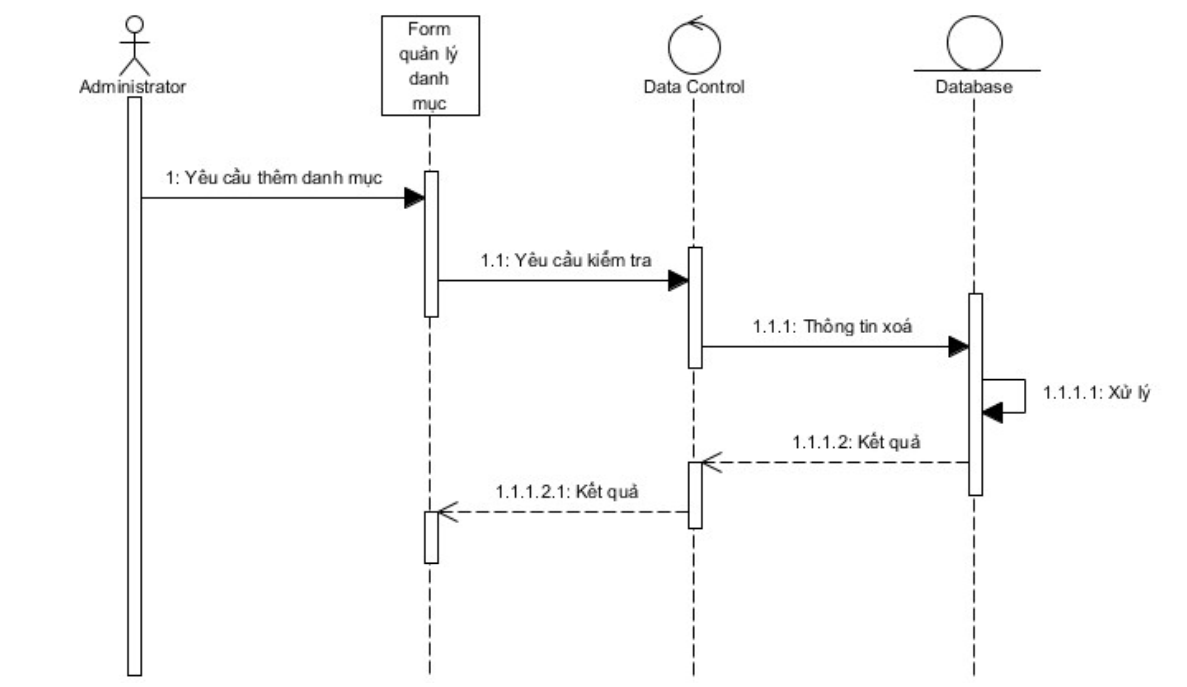 Administrator
Form
quản lý
danh
mục
Data Control
Database
1: Yêu cầu thêm danh mục
1.1: Yêu cầu kiểm tra
1.1.1: Thông tin xoá
1.1.1.1: Xử lý
1.1.1.2: Kết quả
1.1.1.2.1: Kết quả